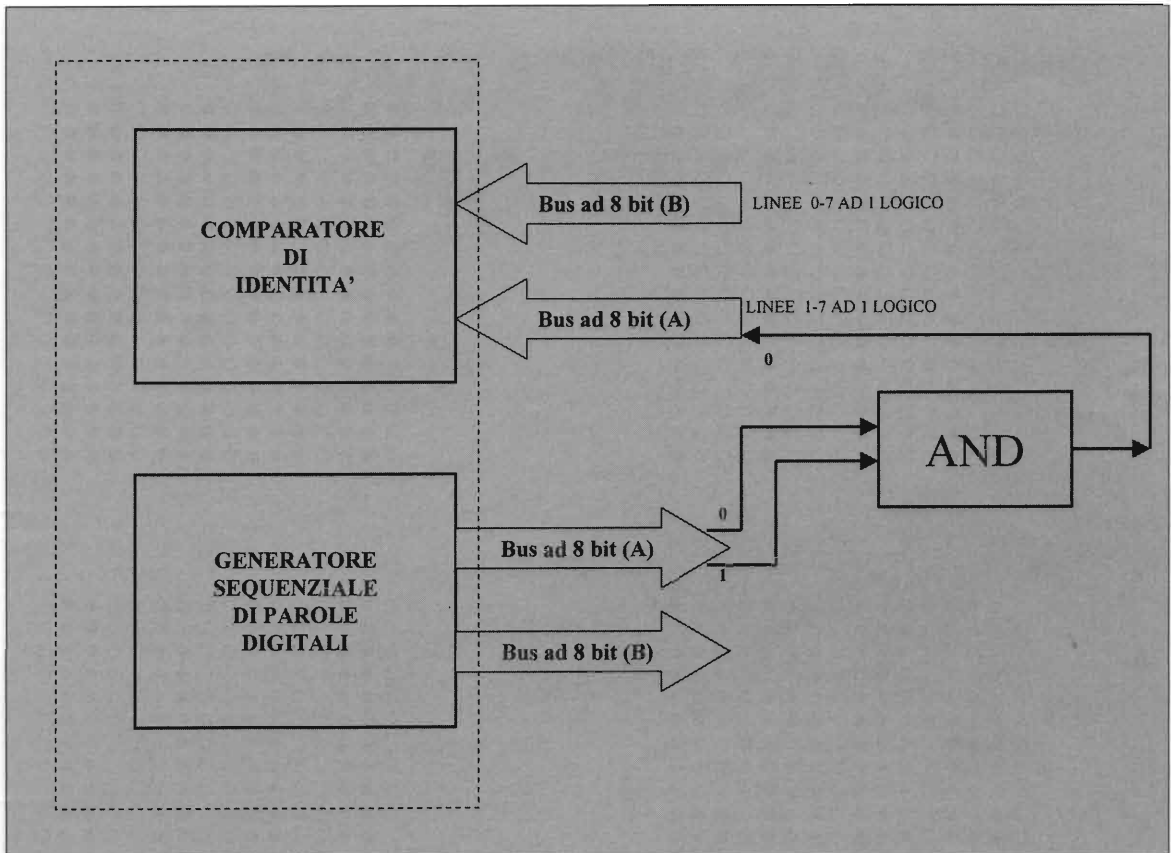 COMPARATORE
DI
IDENTITA'
Bus ad 8 bit (B)
LINEE 0-7 AD 1 LOGICO
Bus ad 8 bit (A)
LINEE 1-7 AD 1 LOGICO
0
AND
GENERATORE
SEQUENZIALE
DI PAROLE
DIGITALI
Bus ad 8 bit (A)
0
1
Bus ad 8 bit (B)